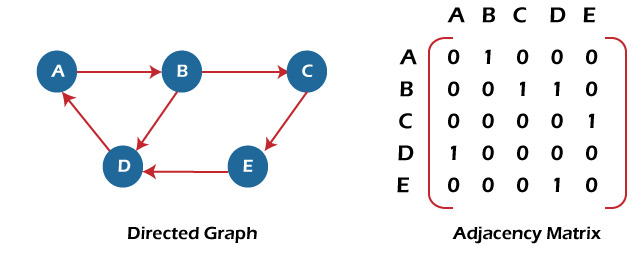 A B C
D E
Directed Graph
A B C D E
A 0 1 0 0 0
B 0 0 1 1 0
C 0 0 0 0 1
D 1 0 0 0 0
E 0 0 0 1 0
Adjacency Matrix